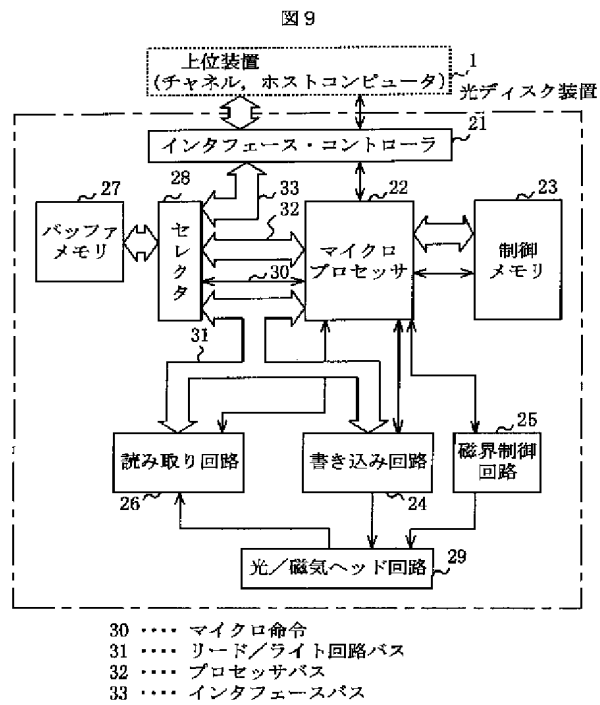 図9
上位装置
(チャネル, ホストコンピュータ)
1
光ディスク装置
21
インタフェース・コントローラ
27
28
33
22
23
32
バッファ
メモリ
セレクタ
マイクロ
プロセッサ
制御
メモリ
30
31
25
読み取り回路
書き込み回路
磁界制御
回路
26
24
光/磁気ヘッド回路
29
30 ···· マイクロ命令
31 ···· リード/ライト回路バス
32 ···· プロセッサバス
33 ···· インタフェースバス